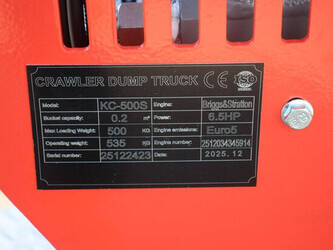 CRAWLER DUMP TRUCK CE ISO
Model: KC-500S Engine: Briggs&Stratton
Bucket capacity: 0.2 m³ Power: 6.5HP
Max Loading Weight: 500 KG Engine emissions: Euro5
Operating weight: 535 KG Engine number: 2512034345914
Serial number: 25122423 Date: 2025.12